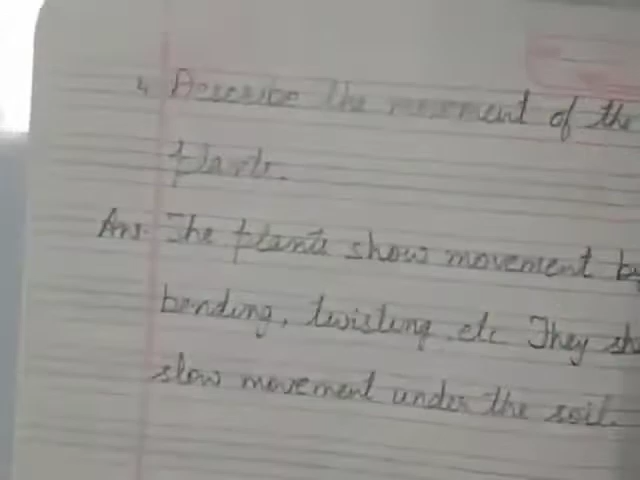 4. Describe the movement of the
plants.
Ans. The plants show movement by
bending, twisting etc They sh
slow movement under the soil.